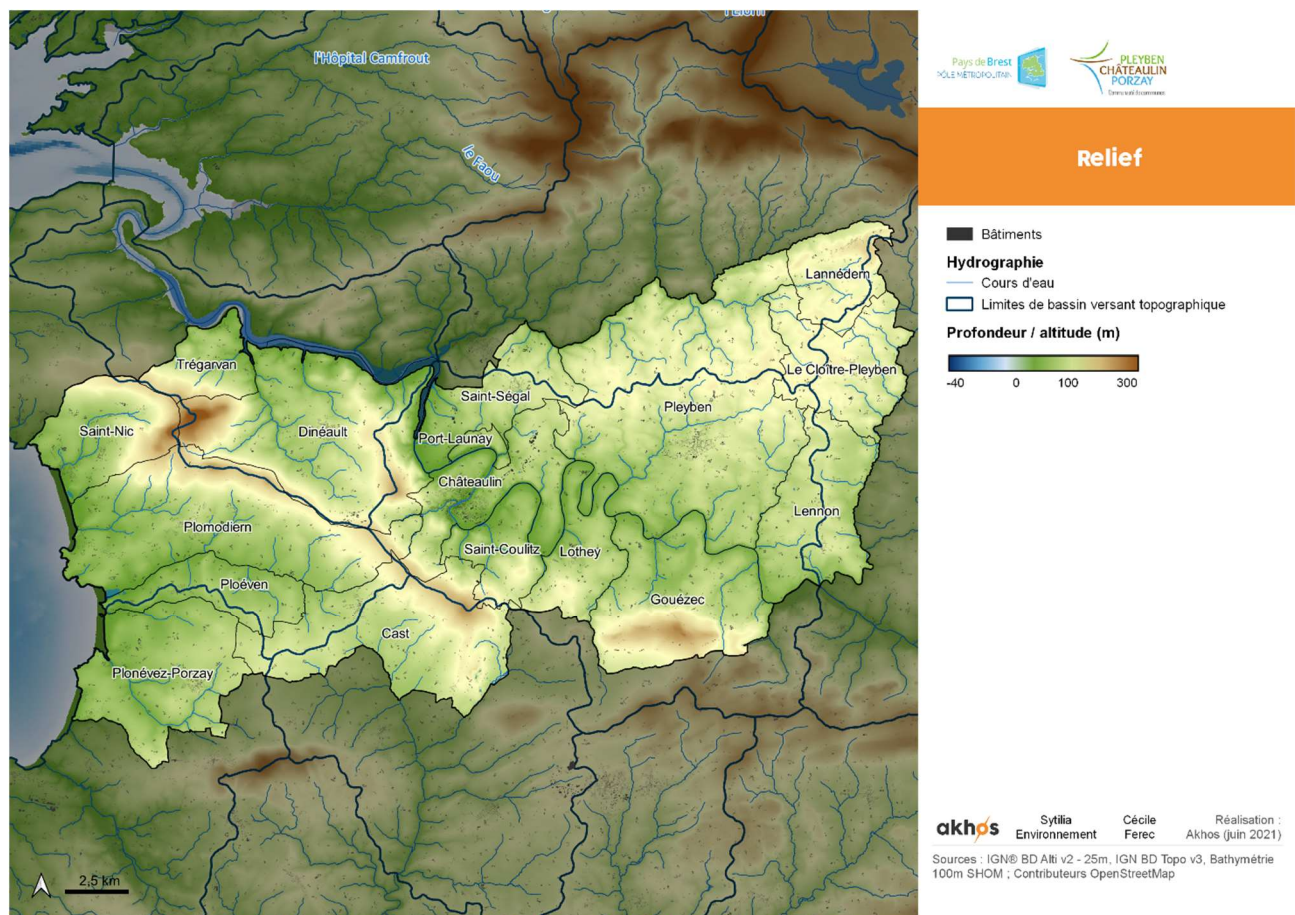 l'Elorn
l'Hôpital Camfrout
le Faou
Lannédern
Trégarvan
Le Cloître-Pleyben
Saint-Ségal
Pleyben
Saint-Nic
Dinéault
Port-Launay
Châteaulin
Plomodiern
Lennon
Saint-Coulitz
Lothey
Ploéven
Gouézec
Cast
Plonévez-Porzay
2,5 km
Pays de Brest
PÔLE MÉTROPOLITAIN
PLEYBEN
CHÂTEAULIN
PORZAY
Communauté de communes
Relief
Bâtiments
Hydrographie
Cours d'eau
Limites de bassin versant topographique
Profondeur / altitude (m)
-40 0 100 300
akhos
Sytilia
Environnement
Cécile
Ferec
Réalisation :
Akhos (juin 2021)
Sources : IGN® BD Alti v2 - 25m, IGN BD Topo v3, Bathymétrie
100m SHOM ; Contributeurs OpenStreetMap